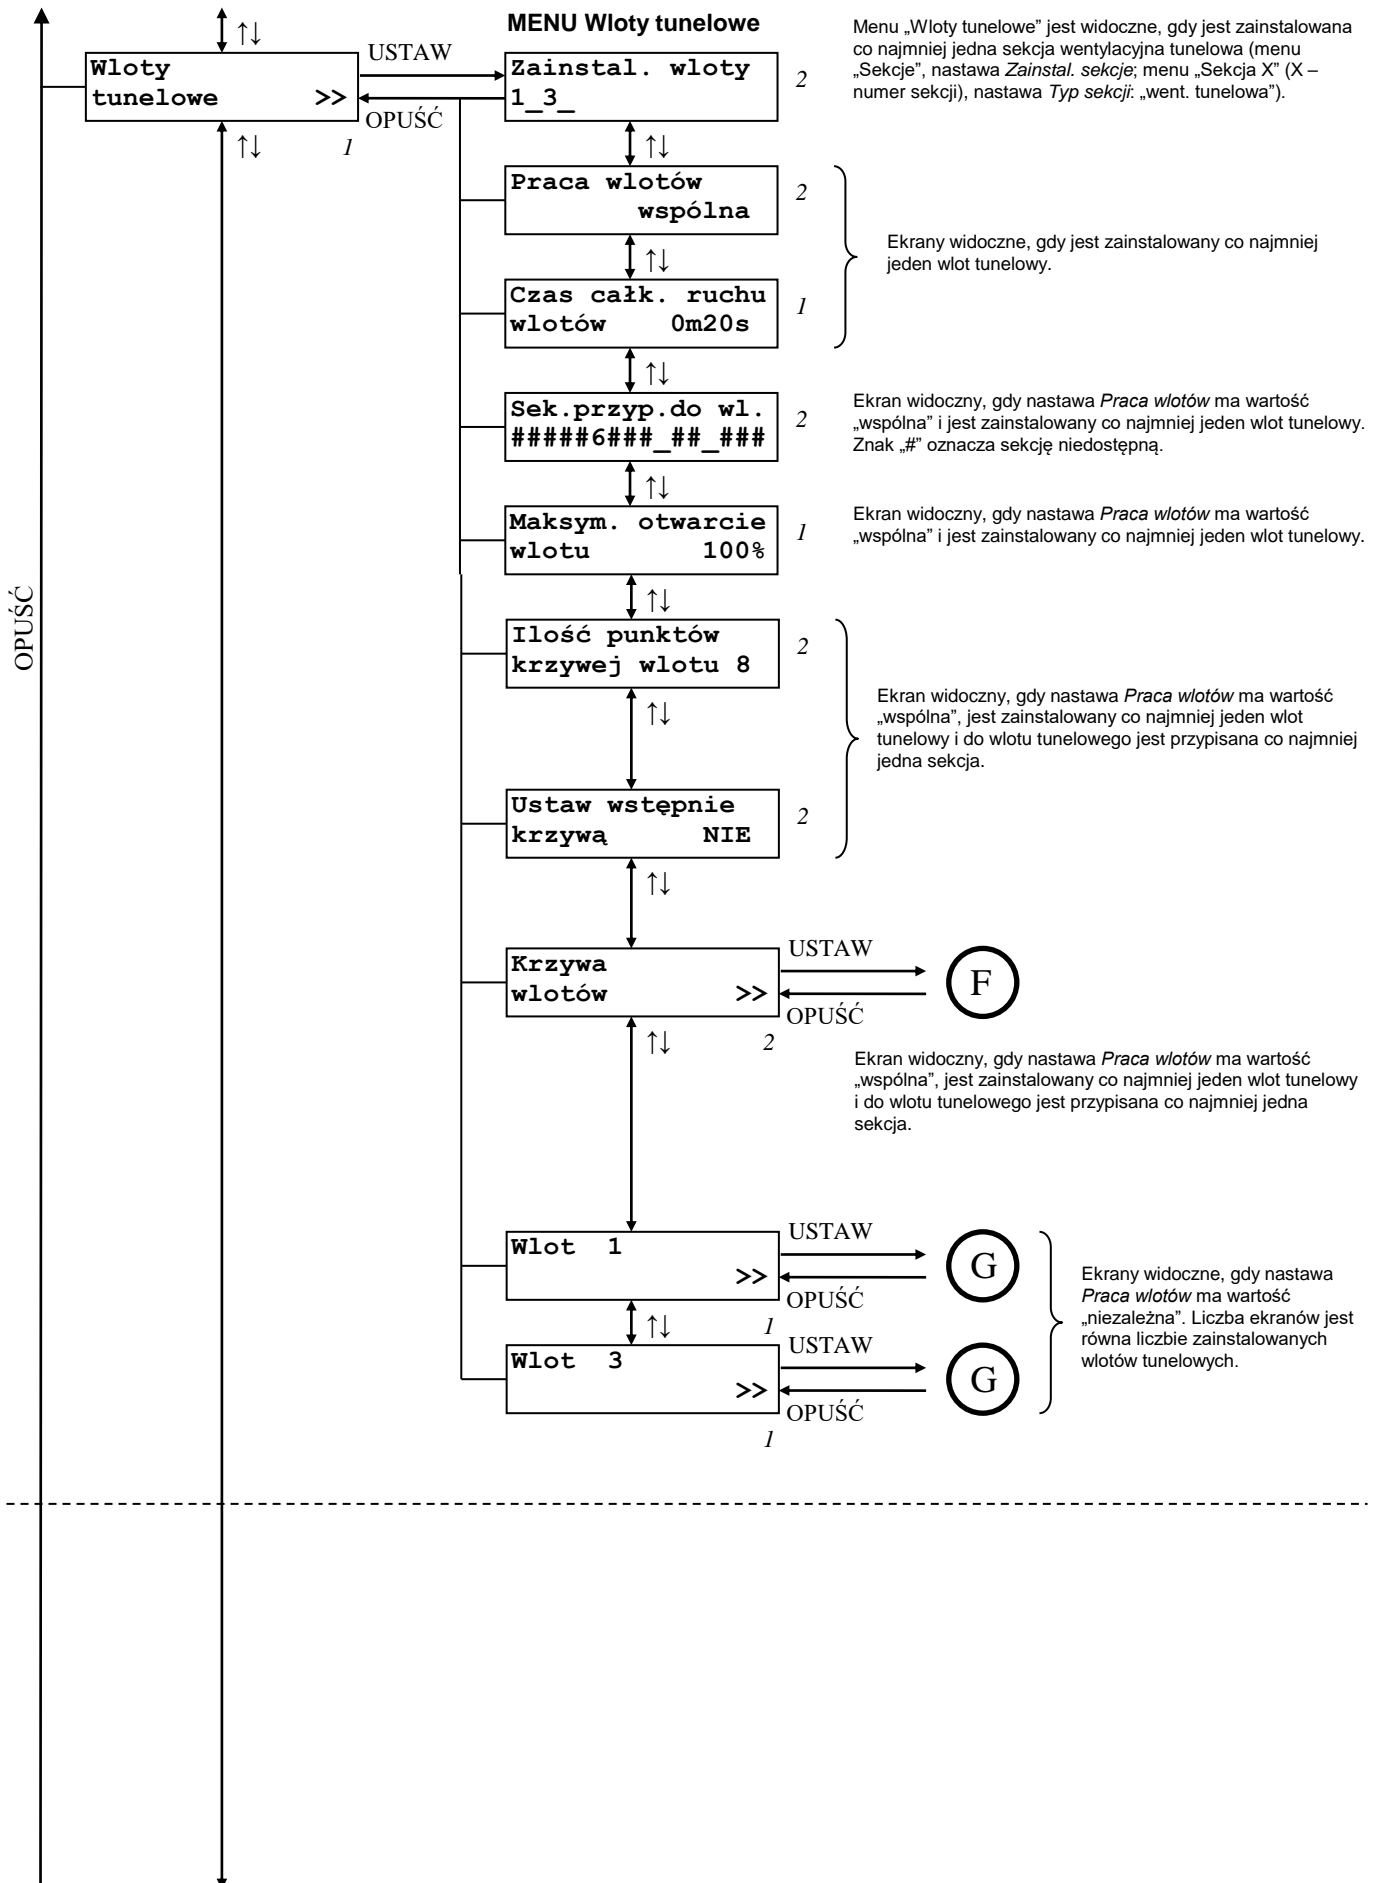 MENU Wloty tunelowe
Menu „Wloty tunelowe” jest widoczne, gdy jest zainstalowana
co najmniej jedna sekcja wentylacyjna tunelowa (menu
„Sekcje”, nastawa Zainstal. sekcje; menu „Sekcja X” (X –
numer sekcji), nastawa Typ sekcji: „went. tunelowa”).
↑↓
Wloty
tunelowe >>
USTAW
OPUŚĆ
1
↑↓
Zainstal. wloty
1_3_
2
↑↓
Praca wlotów
wspólna
2
↑↓
Czas całk. ruchu
wlotów 0m20s
1
Ekrany widoczne, gdy jest zainstalowany co najmniej
jeden wlot tunelowy.
↑↓
Sek.przyp.do wl.
#####6###_##_###
2
Ekran widoczny, gdy nastawa Praca wlotów ma wartość
„wspólna” i jest zainstalowany co najmniej jeden wlot tunelowy.
Znak „#” oznacza sekcję niedostępną.
↑↓
Maksym. otwarcie
wlotu 100%
1
Ekran widoczny, gdy nastawa Praca wlotów ma wartość
„wspólna” i jest zainstalowany co najmniej jeden wlot tunelowy.
OPUŚĆ
↑↓
Ilość punktów
krzywej wlotu 8
2
↑↓
Ekran widoczny, gdy nastawa Praca wlotów ma wartość
„wspólna”, jest zainstalowany co najmniej jeden wlot
tunelowy i do wlotu tunelowego jest przypisana co najmniej
jedna sekcja.
Ustaw wstępnie
krzywą NIE
2
↑↓
Krzywa
wlotów >>
USTAW
OPUŚĆ
F
2
↑↓
Ekran widoczny, gdy nastawa Praca wlotów ma wartość
„wspólna”, jest zainstalowany co najmniej jeden wlot tunelowy
i do wlotu tunelowego jest przypisana co najmniej jedna
sekcja.
Wlot 1
>>
USTAW
OPUŚĆ
G
1
↑↓
Wlot 3
>>
USTAW
OPUŚĆ
G
1
Ekrany widoczne, gdy nastawa
Praca wlotów ma wartość
„niezależna”. Liczba ekranów jest
równa liczbie zainstalowanych
wlotów tunelowych.